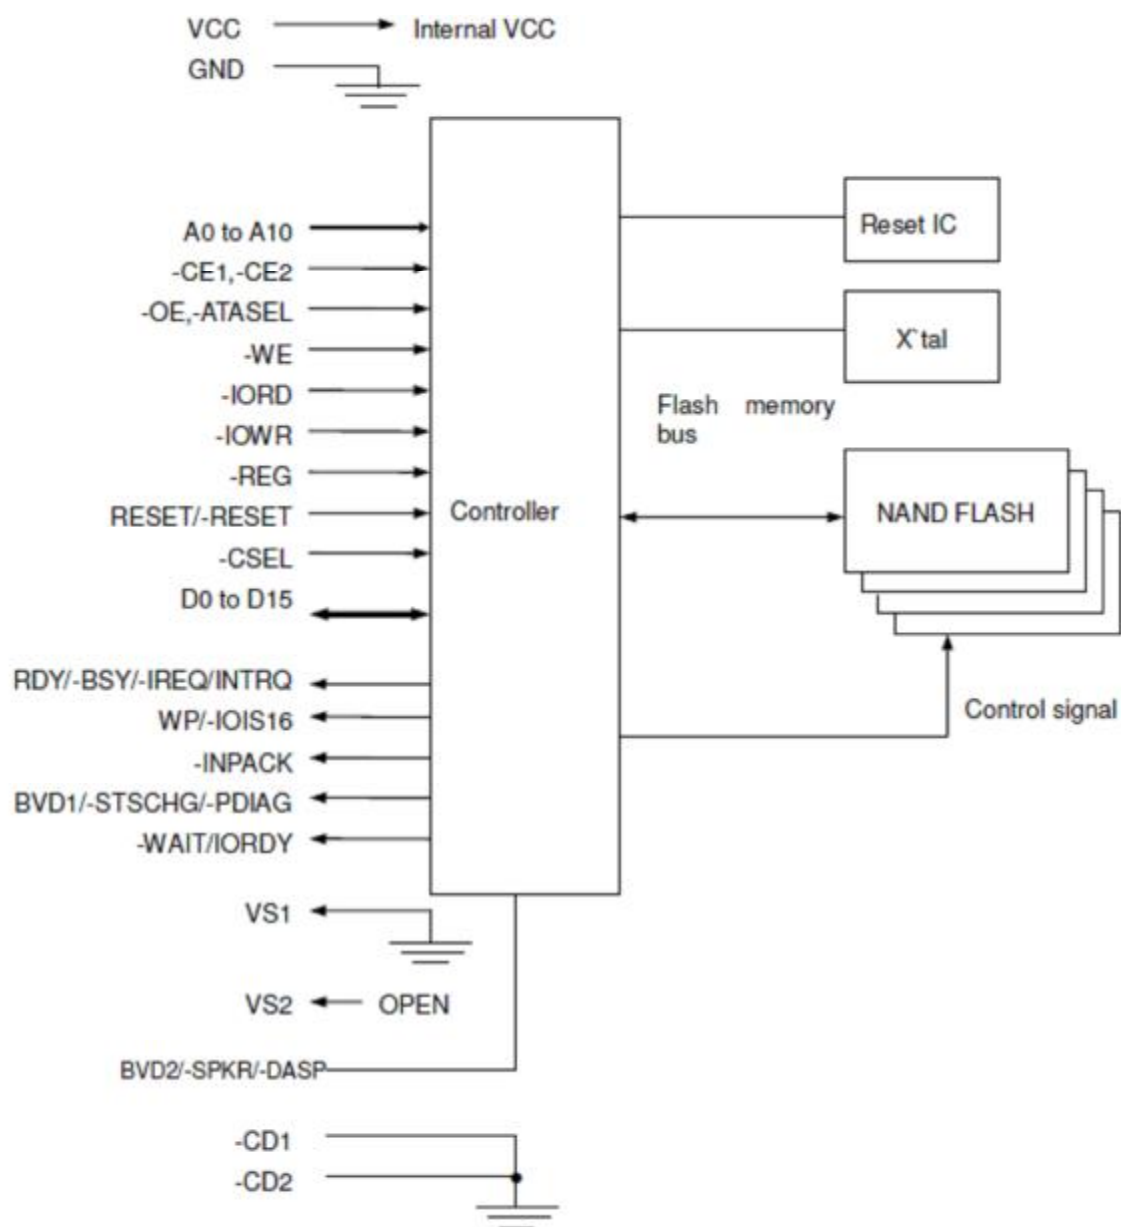 VCC
Internal VCC
GND
A0 to A10
-CE1,-CE2
-OE,-ATASEL
-WE
-IORD
-IOWR
-REG
RESET/-RESET
-CSEL
D0 to D15
RDY/-BSY/-IREQ/INTRQ
WP/-IOIS16
-INPACK
BVD1/-STSCHG/-PDIAG
-WAIT/IORDY
VS1
VS2
OPEN
BVD2/-SPKR/-DASP
-CD1
-CD2
Controller
Reset IC
X`tal
Flash memory
bus
NAND FLASH
Control signal